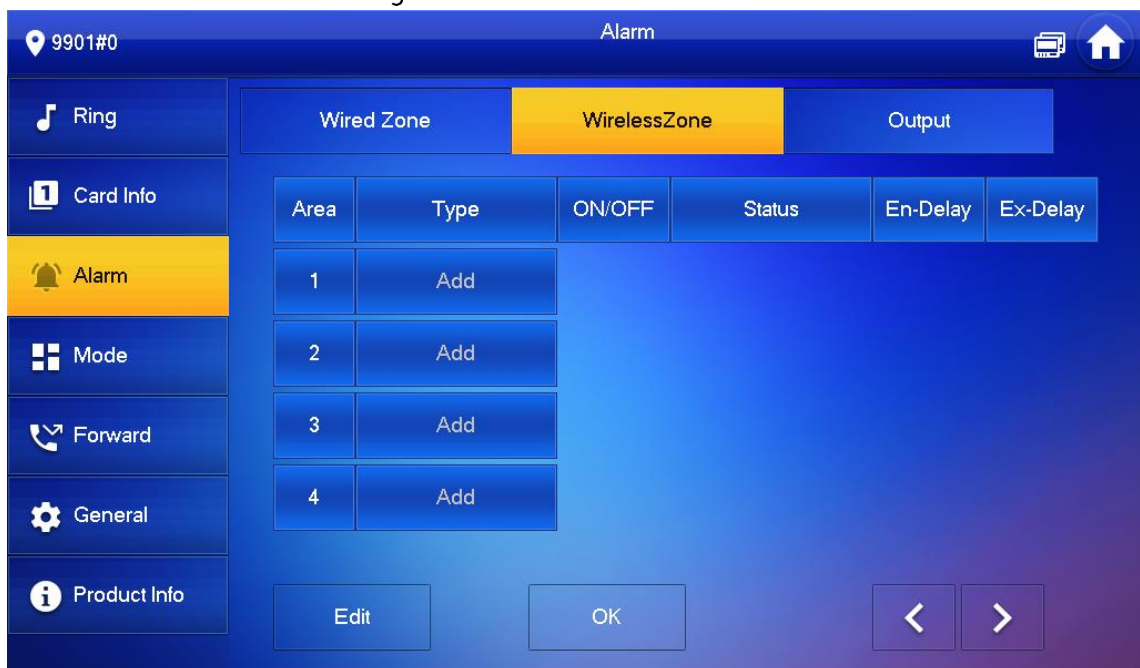 9901#0
Alarm
Ring
Card Info
Alarm
Mode
Forward
General
Product Info
Wired Zone WirelessZone Output
Area Type ON/OFF Status En-Delay Ex-Delay
1 Add
2 Add
3 Add
4 Add
Edit OK < >